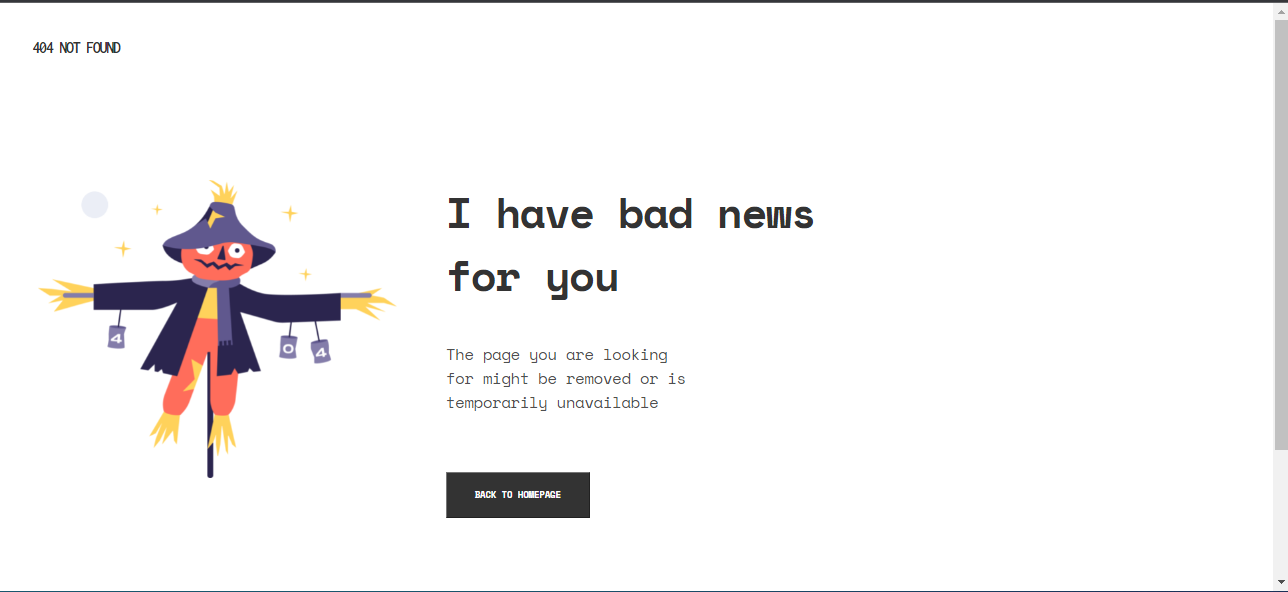 404 NOT FOUND
I have bad news
for you
4
0
4
The page you are looking
for might be removed or is
temporarily unavailable
BACK TO HOMEPAGE